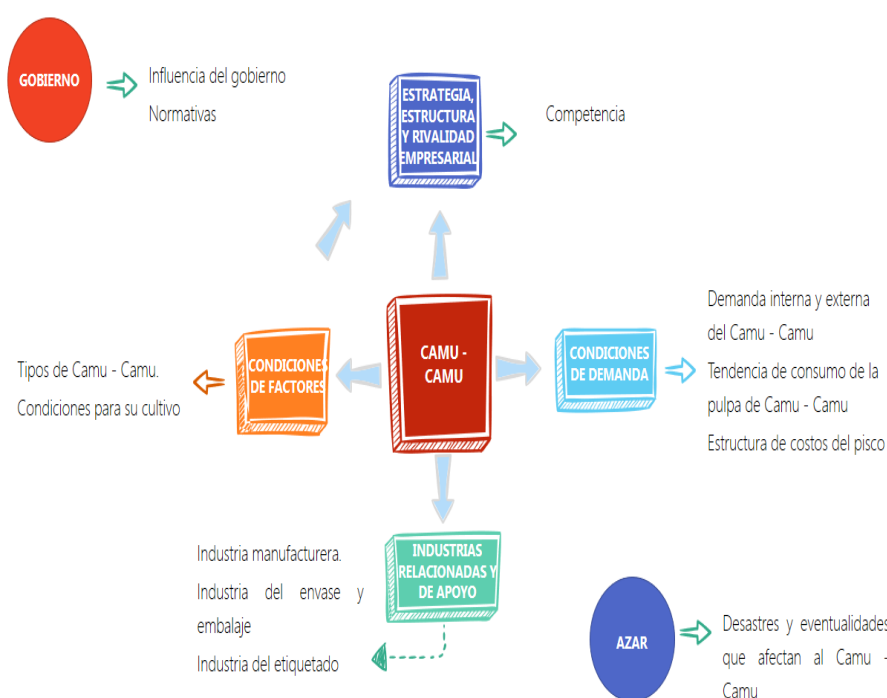 GOBIERNO
Influencia del gobierno
Normativas
ESTRATEGIA,
ESTRUCTURA
Y RIVALIDAD
EMPRESARIAL
Competencia
CONDICIONES
DE FACTORES
Tipos de Camu - Camu.
Condiciones para su cultivo
CAMU -
CAMU
CONDICIONES
DE DEMANDA
Demanda interna y externa
del Camu - Camu
Tendencia de consumo de la
pulpa de Camu - Camu
Estructura de costos del pisco
Industria manufacturera.
Industria del envase y
embalaje
Industria del etiquetado
INDUSTRIAS
RELACIONADAS Y
DE APOYO
AZAR
Desastres y eventualidades
que afectan al Camu -
Camu